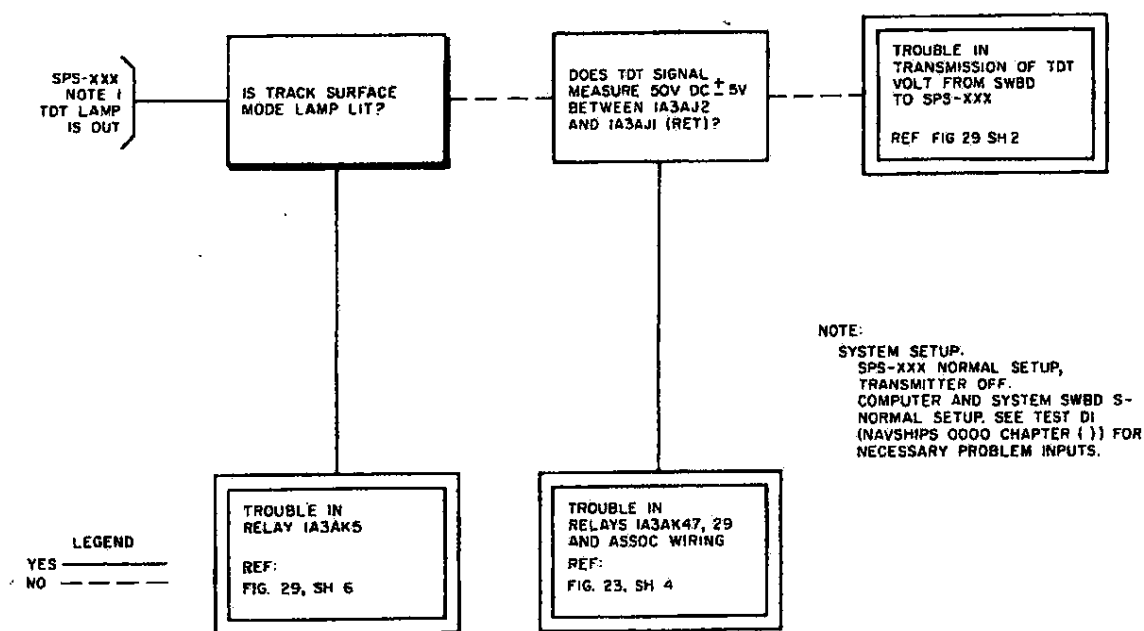 SPS-XXX
NOTE 1
TDT LAMP
IS OUT
IS TRACK SURFACE
MODE LAMP LIT?
DOES TDT SIGNAL
MEASURE 50V DC ± 5V
BETWEEN 1A3AJ2
AND 1A3AJ1 (RET)?
TROUBLE IN
TRANSMISSION OF TDT
VOLT FROM SWBD
TO SPS-XXX
REF FIG 29 SH 2
NOTE:
SYSTEM SETUP.
SPS-XXX NORMAL SETUP,
TRANSMITTER OFF.
COMPUTER AND SYSTEM SWBD S-
NORMAL SETUP. SEE TEST D1
(NAVSHIPS 0000 CHAPTER ( )) FOR
NECESSARY PROBLEM INPUTS.
TROUBLE IN
RELAY 1A3AK5
REF:
FIG. 29, SH 6
TROUBLE IN
RELAYS 1A3AK47, 29
AND ASSOC WIRING
REF:
FIG. 23, SH 4
LEGEND
YES
NO